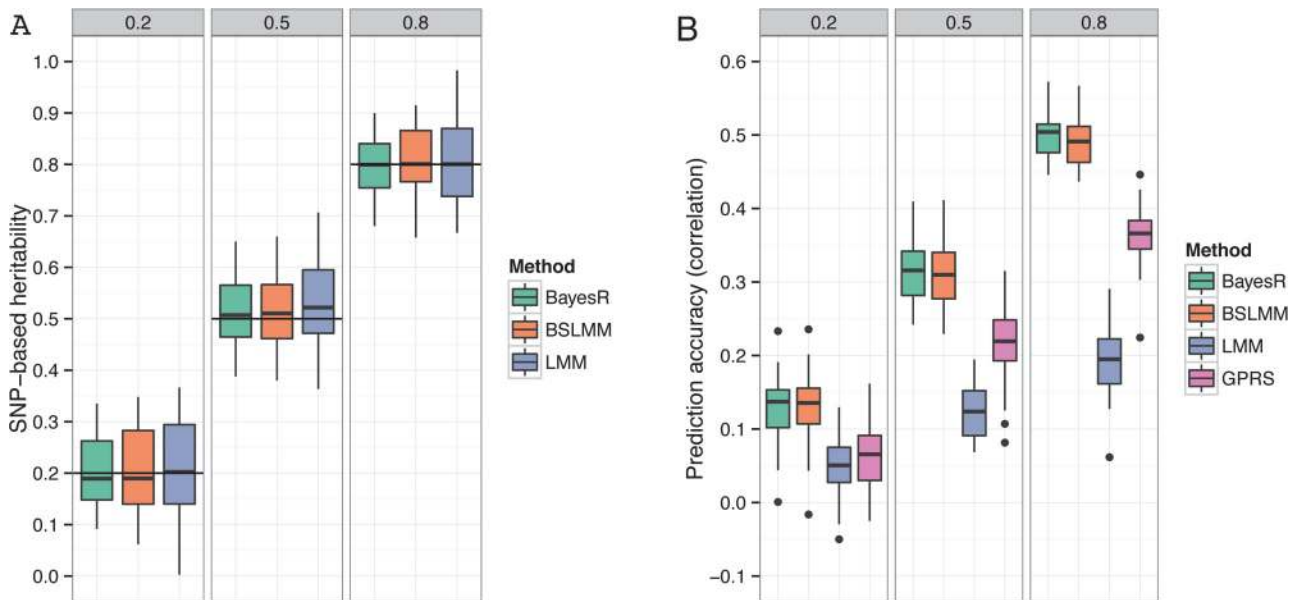 A
0.2 0.5 0.8
SNP-based heritability
1.0
0.9
0.8
0.7
0.6
0.5
0.4
0.3
0.2
0.1
0.0
Method
BayesR
BSLMM
LMM
B
0.2 0.5 0.8
Prediction accuracy (correlation)
0.6
0.5
0.4
0.3
0.2
0.1
0.0
−0.1
Method
BayesR
BSLMM
LMM
GPRS